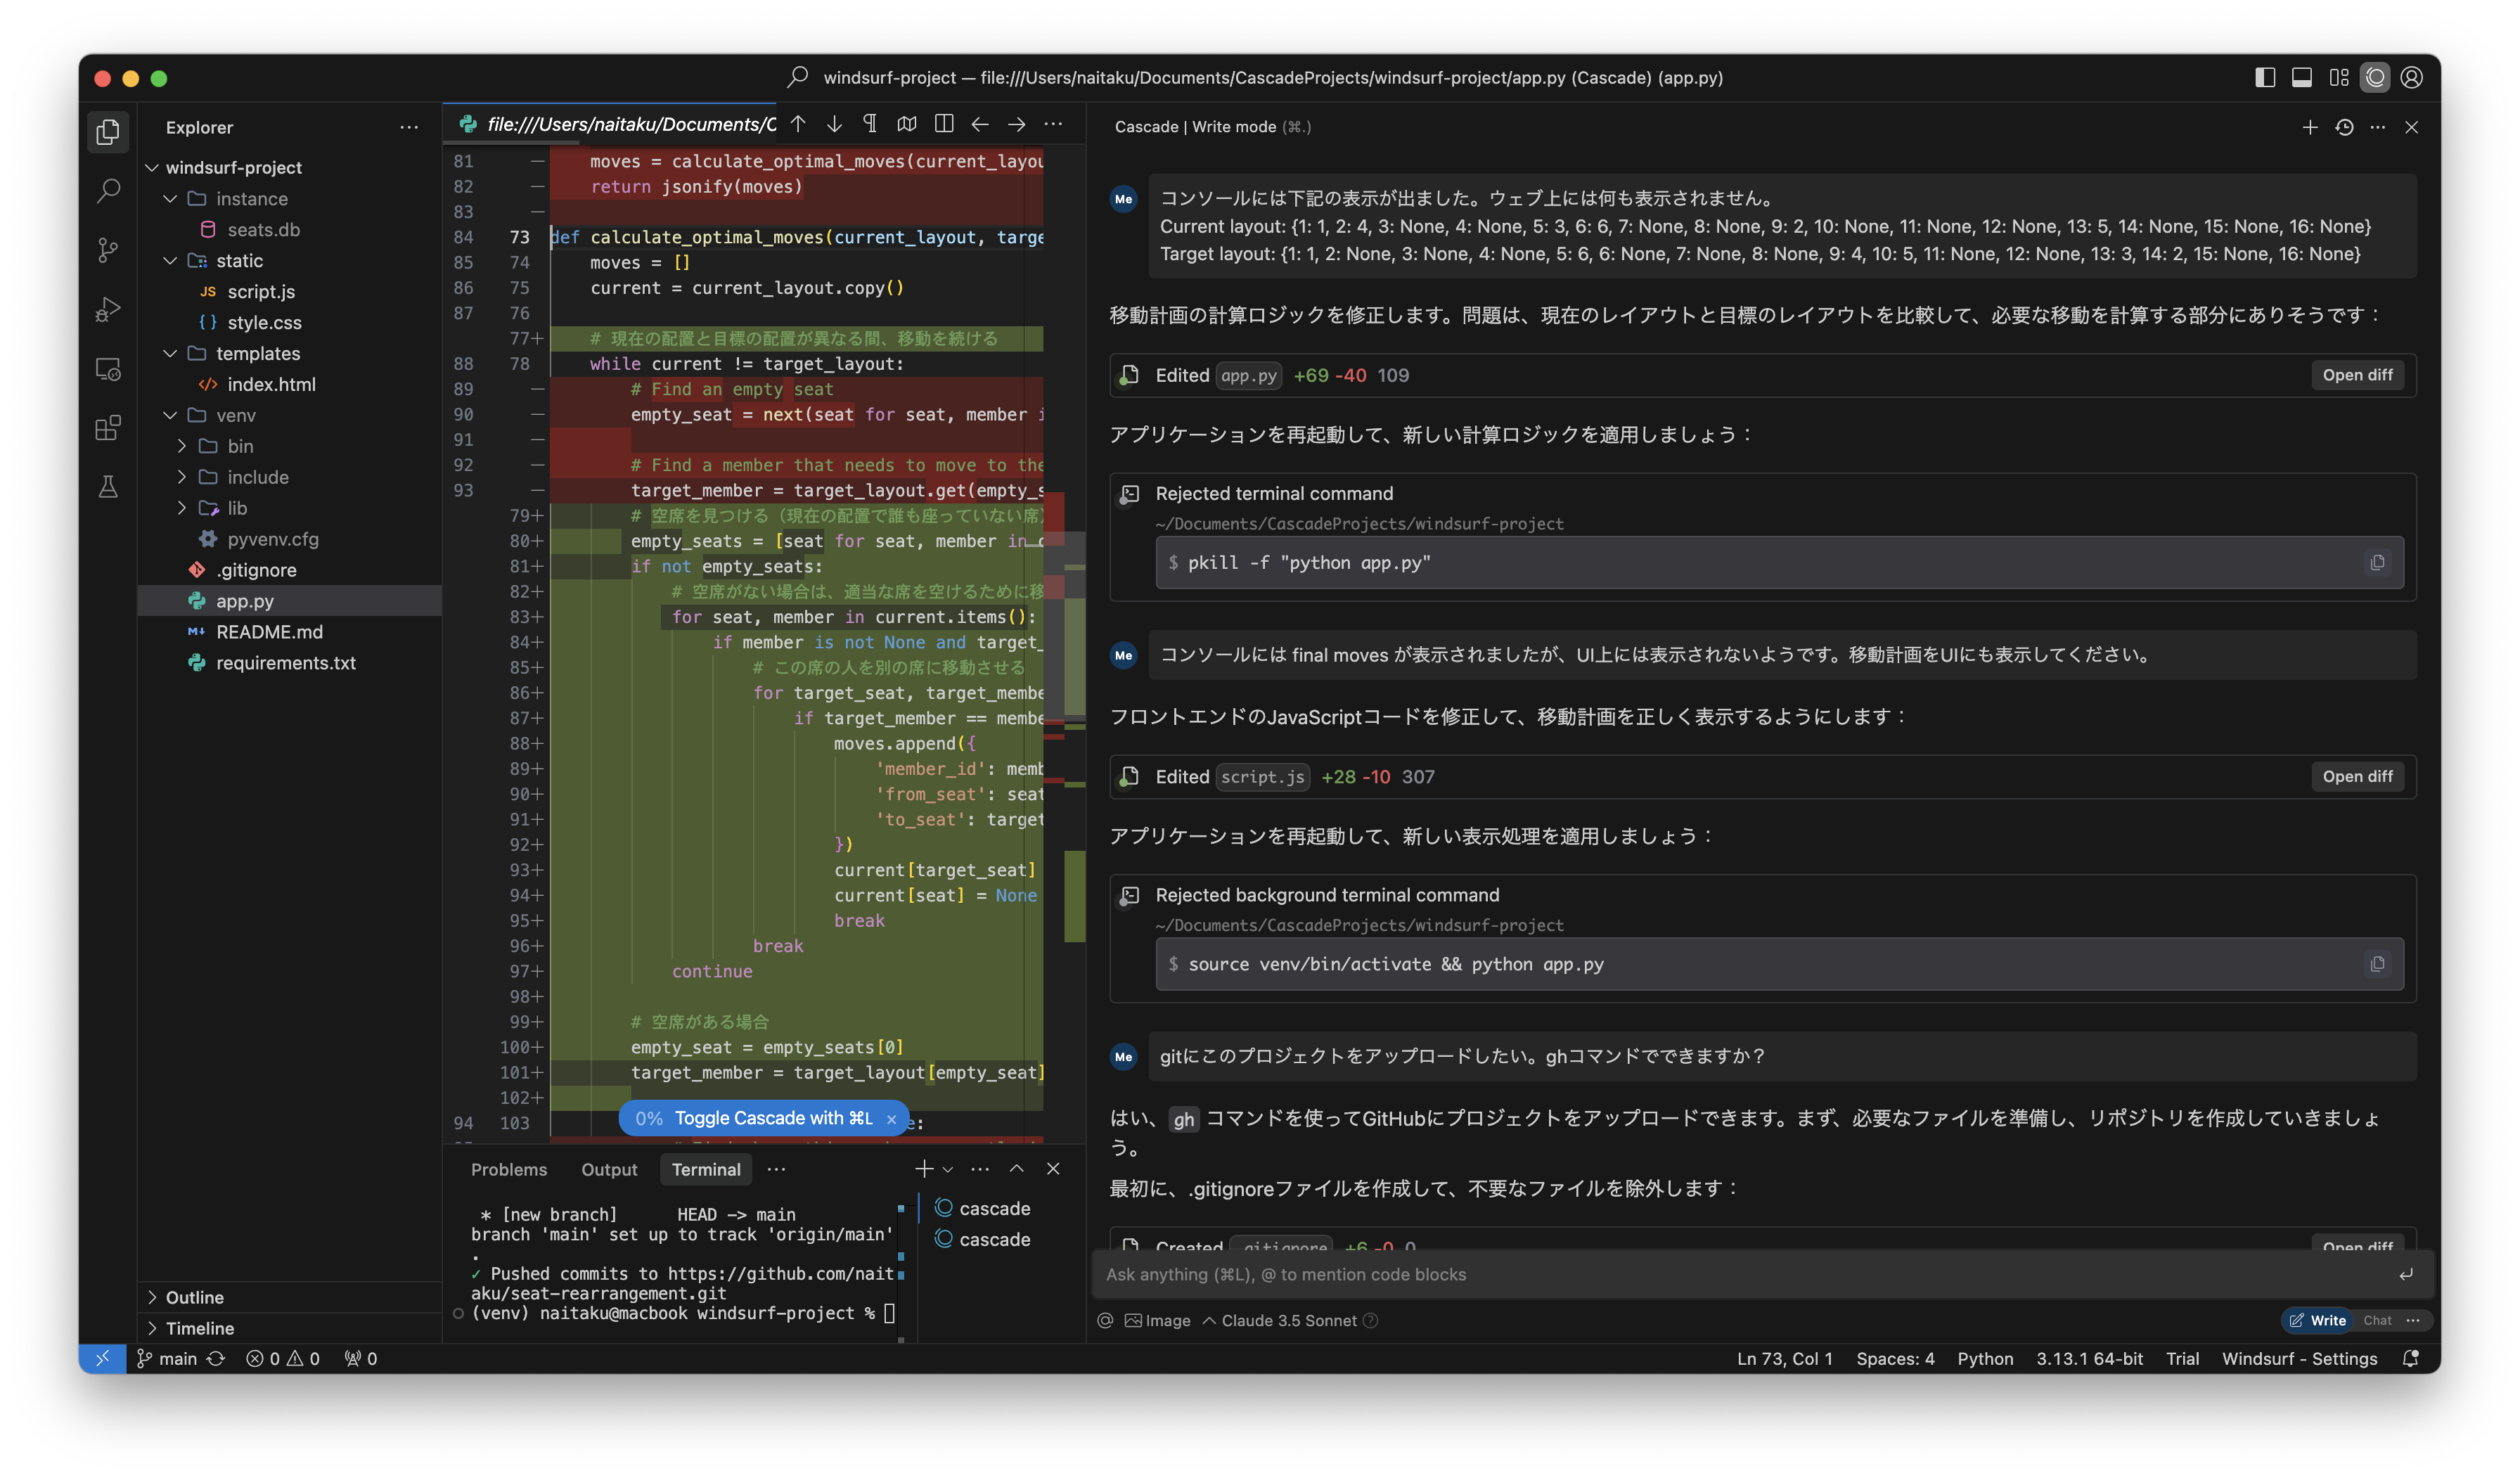 windsurf-project — file:///Users/naitaku/Documents/CascadeProjects/windsurf-project/app.py (Cascade) (app.py)
Explorer
windsurf-project
instance
seats.db
static
JS script.js
{ } style.css
templates
</> index.html
venv
bin
include
lib
pyvenv.cfg
.gitignore
app.py
README.md
requirements.txt
Outline
Timeline
file:///Users/naitaku/Documents/C
81 — moves = calculate_optimal_moves(current_layou
82 — return jsonify(moves)
83 —
84 73 def calculate_optimal_moves(current_layout, targe
85 74 moves = []
86 75 current = current_layout.copy()
87 76
77+ # 現在の配置と目標の配置が異なる間、移動を続ける
88 78 while current != target_layout:
89 — # Find an empty seat
90 — empty_seat = next(seat for seat, member i
91 —
92 — # Find a member that needs to move to the
93 — target_member = target_layout.get(empty_s
79+ # 空席を見つける（現在の配置で誰も座っていない席）
80+ empty_seats = [seat for seat, member in c
81+ if not empty_seats:
82+ # 空席がない場合は、適当な席を空けるために移
83+ for seat, member in current.items():
84+ if member is not None and target_
85+ # この席の人を別の席に移動させる
86+ for target_seat, target_membe
87+ if target_member == membe
88+ moves.append({
89+ 'member_id': memb
90+ 'from_seat': seat
91+ 'to_seat': target
92+ })
93+ current[target_seat]
94+ current[seat] = None
95+ break
96+ break
97+ continue
98+
99+ # 空席がある場合
100+ empty_seat = empty_seats[0]
101+ target_member = target_layout[empty_seat]
102+
94 103 e:
0% Toggle Cascade with ⌘L ×
Problems Output Terminal
* [new branch] HEAD -> main
branch 'main' set up to track 'origin/main'
.
✓ Pushed commits to https://github.com/nait
aku/seat-rearrangement.git
(venv) naitaku@macbook windsurf-project %
cascade
cascade
Cascade | Write mode (⌘.)
Me
コンソールには下記の表示が出ました。ウェブ上には何も表示されません。
Current layout: {1: 1, 2: 4, 3: None, 4: None, 5: 3, 6: 6, 7: None, 8: None, 9: 2, 10: None, 11: None, 12: None, 13: 5, 14: None, 15: None, 16: None}
Target layout: {1: 1, 2: None, 3: None, 4: None, 5: 6, 6: None, 7: None, 8: None, 9: 4, 10: 5, 11: None, 12: None, 13: 3, 14: 2, 15: None, 16: None}
移動計画の計算ロジックを修正します。問題は、現在のレイアウトと目標のレイアウトを比較して、必要な移動を計算する部分にありそうです：
Edited app.py +69 -40 109 Open diff
アプリケーションを再起動して、新しい計算ロジックを適用しましょう：
Rejected terminal command
~/Documents/CascadeProjects/windsurf-project
$ pkill -f "python app.py"
Me
コンソールには final moves が表示されましたが、UI上には表示されないようです。移動計画をUIにも表示してください。
フロントエンドのJavaScriptコードを修正して、移動計画を正しく表示するようにします：
Edited script.js +28 -10 307 Open diff
アプリケーションを再起動して、新しい表示処理を適用しましょう：
Rejected background terminal command
~/Documents/CascadeProjects/windsurf-project
$ source venv/bin/activate && python app.py
Me
gitにこのプロジェクトをアップロードしたい。ghコマンドでできますか？
はい、gh コマンドを使ってGitHubにプロジェクトをアップロードできます。まず、必要なファイルを準備し、リポジトリを作成していきましょ
う。
最初に、.gitignoreファイルを作成して、不要なファイルを除外します：
Created .gitignore +6 -0 0 Open diff
Ask anything (⌘L), @ to mention code blocks
@ Image Claude 3.5 Sonnet
Write Chat
main 0 0 0
Ln 73, Col 1 Spaces: 4 Python 3.13.1 64-bit Trial Windsurf - Settings